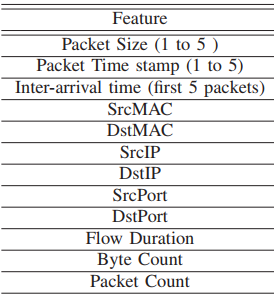 Feature
Packet Size (1 to 5 )
Packet Time stamp (1 to 5)
Inter-arrival time (first 5 packets)
SrcMAC
DstMAC
SrcIP
DstIP
SrcPort
DstPort
Flow Duration
Byte Count
Packet Count